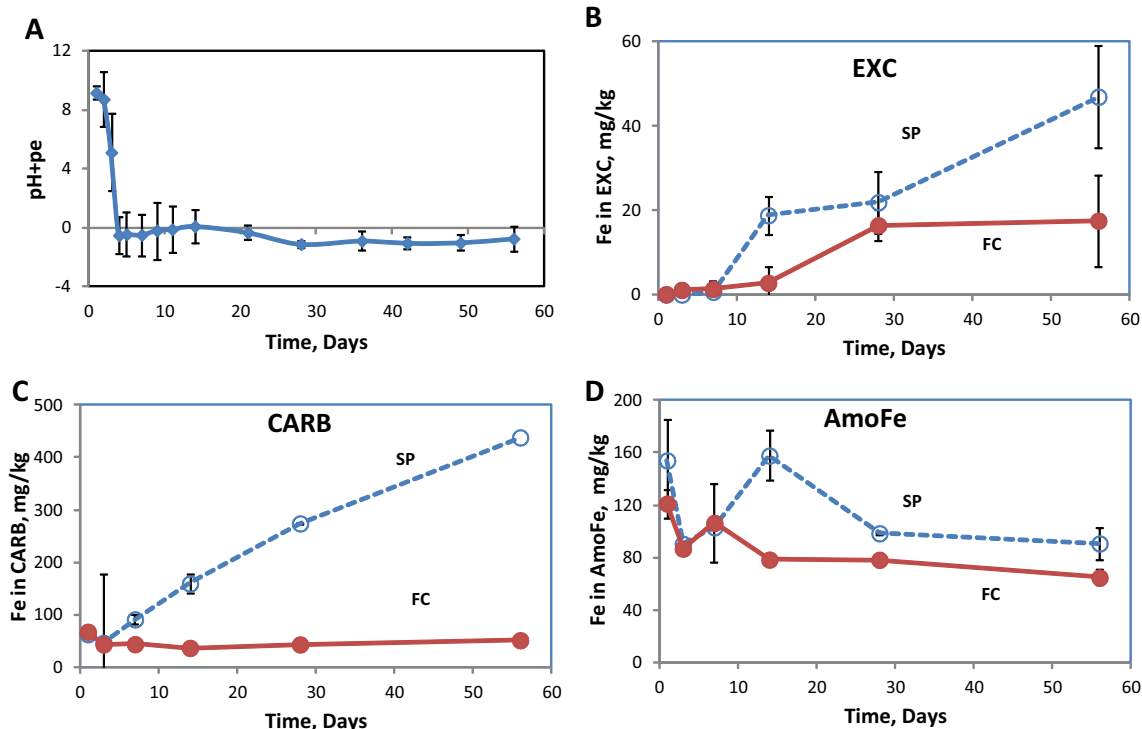 A
12
8
4
0
-4
pH+pe
0 10 20 30 40 50 60
Time, Days
B
60
40
20
0
Fe in EXC, mg/kg
EXC
SP
FC
0 10 20 30 40 50 60
Time, Days
C
500
400
300
200
100
0
Fe in CARB, mg/kg
CARB
SP
FC
0 10 20 30 40 50 60
Time, Days
D
200
160
120
80
40
0
Fe in AmoFe, mg/kg
AmoFe
SP
FC
0 10 20 30 40 50 60
Time, Days